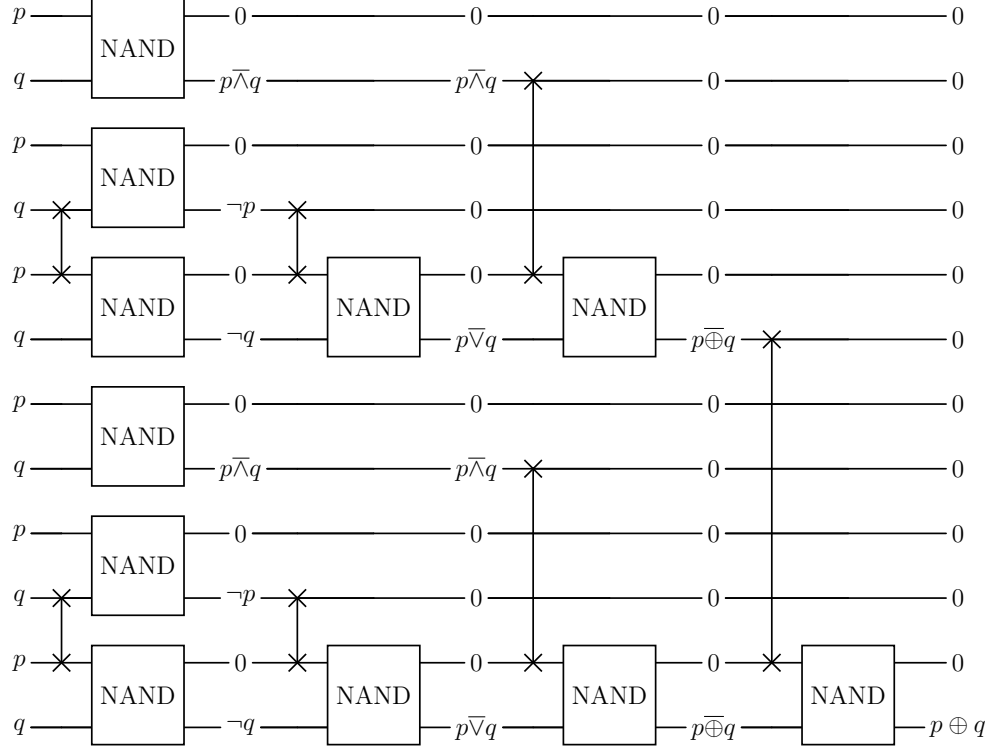 p 0 0 0 0
NAND
q p⊼q p⊼q 0 0
p 0 0 0 0
NAND
q ¬p 0 0 0
p 0 0 0 0
NAND NAND NAND
q ¬q p⊽q p⊕̅q 0
p 0 0 0 0
NAND
q p⊼q p⊼q 0 0
p 0 0 0 0
NAND
q ¬p 0 0 0
p 0 0 0 0
NAND NAND NAND NAND
q ¬q p⊽q p⊕̅q p ⊕ q